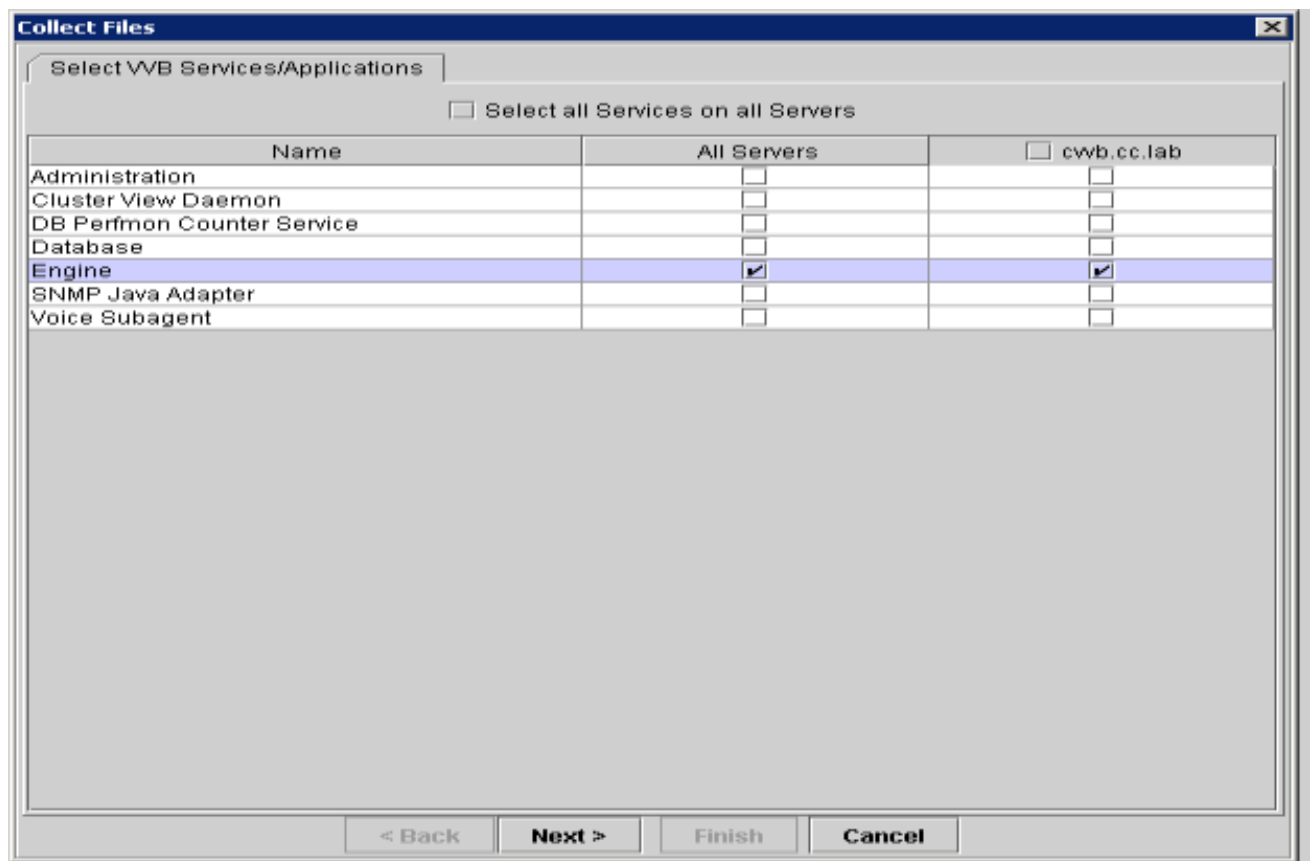 Collect Files
Select VVB Services/Applications
Select all Services on all Servers
Name All Servers cvvb.cc.lab
Administration
Cluster View Daemon
DB Perfmon Counter Service
Database
Engine
SNMP Java Adapter
Voice Subagent
< Back Next > Finish Cancel